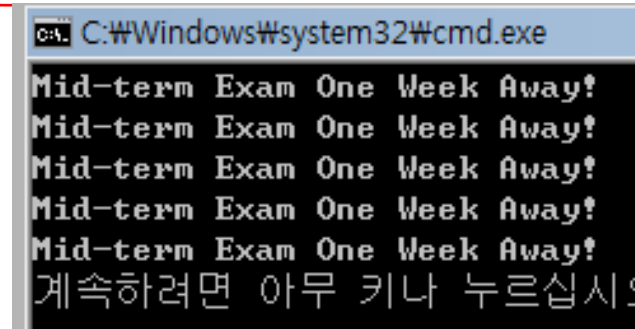 C:₩Windows₩system32₩cmd.exe
Mid-term Exam One Week Away!
Mid-term Exam One Week Away!
Mid-term Exam One Week Away!
Mid-term Exam One Week Away!
Mid-term Exam One Week Away!
계속하려면 아무 키나 누르십시